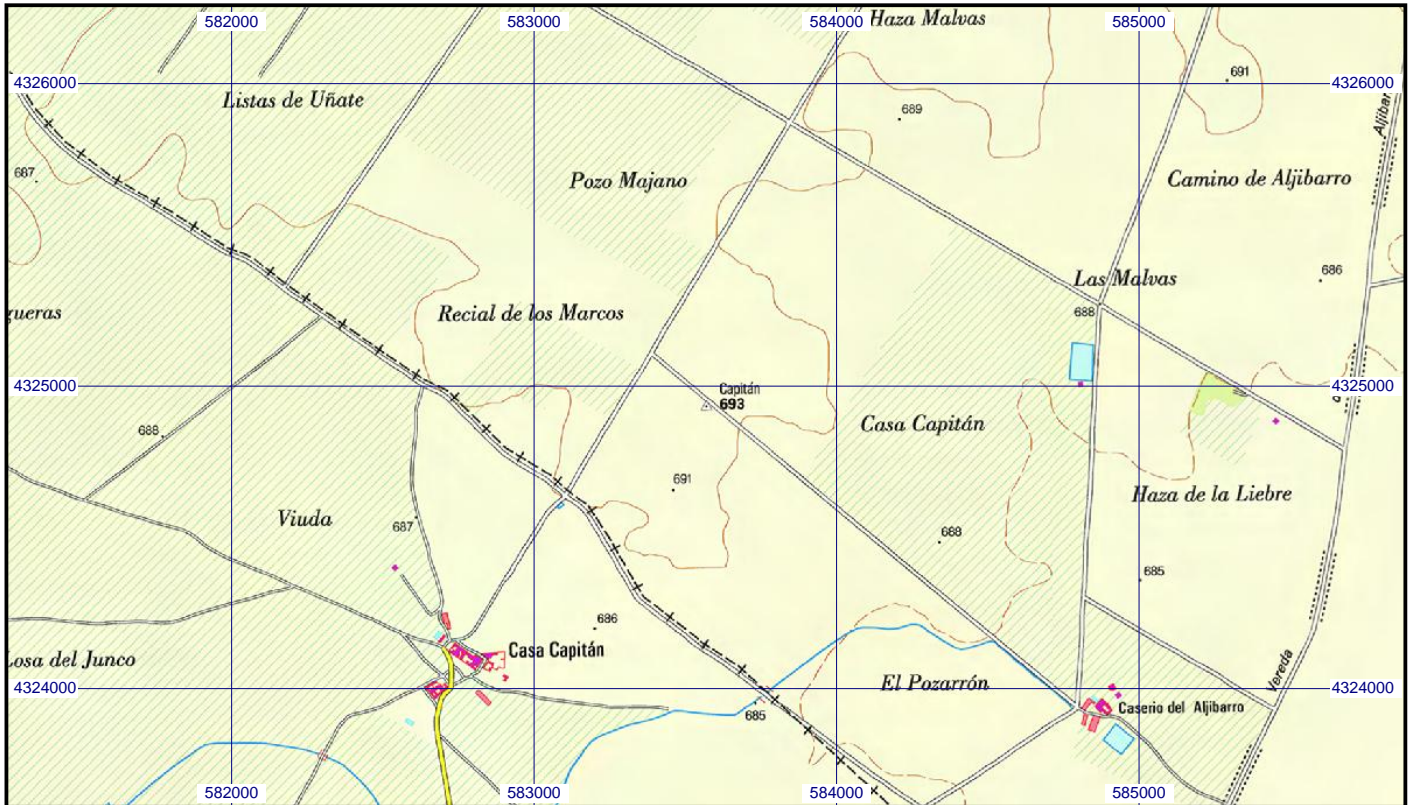 582000 583000 584000 585000
Haza Malvas
4326000 4326000
691
Listas de Uñate
689
Aljibar
687
Pozo Majano
Camino de Aljibarro
686
Las Malvas
688
gueras
Recial de los Marcos
4325000 4325000
Capitán
693
688
Casa Capitán
691
Haza de la Liebre
Viuda
687
688
685
686
Losa del Junco
Casa Capitán
Vereda
El Pozarrón
4324000 4324000
685
Caserio del Aljibarro
582000 583000 584000 585000